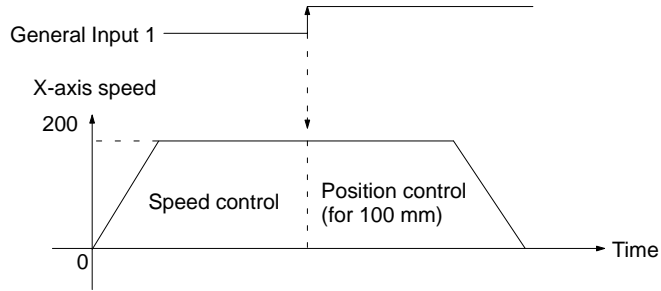 General Input 1
X-axis speed
200
Speed control
Position control
(for 100 mm)
0
Time